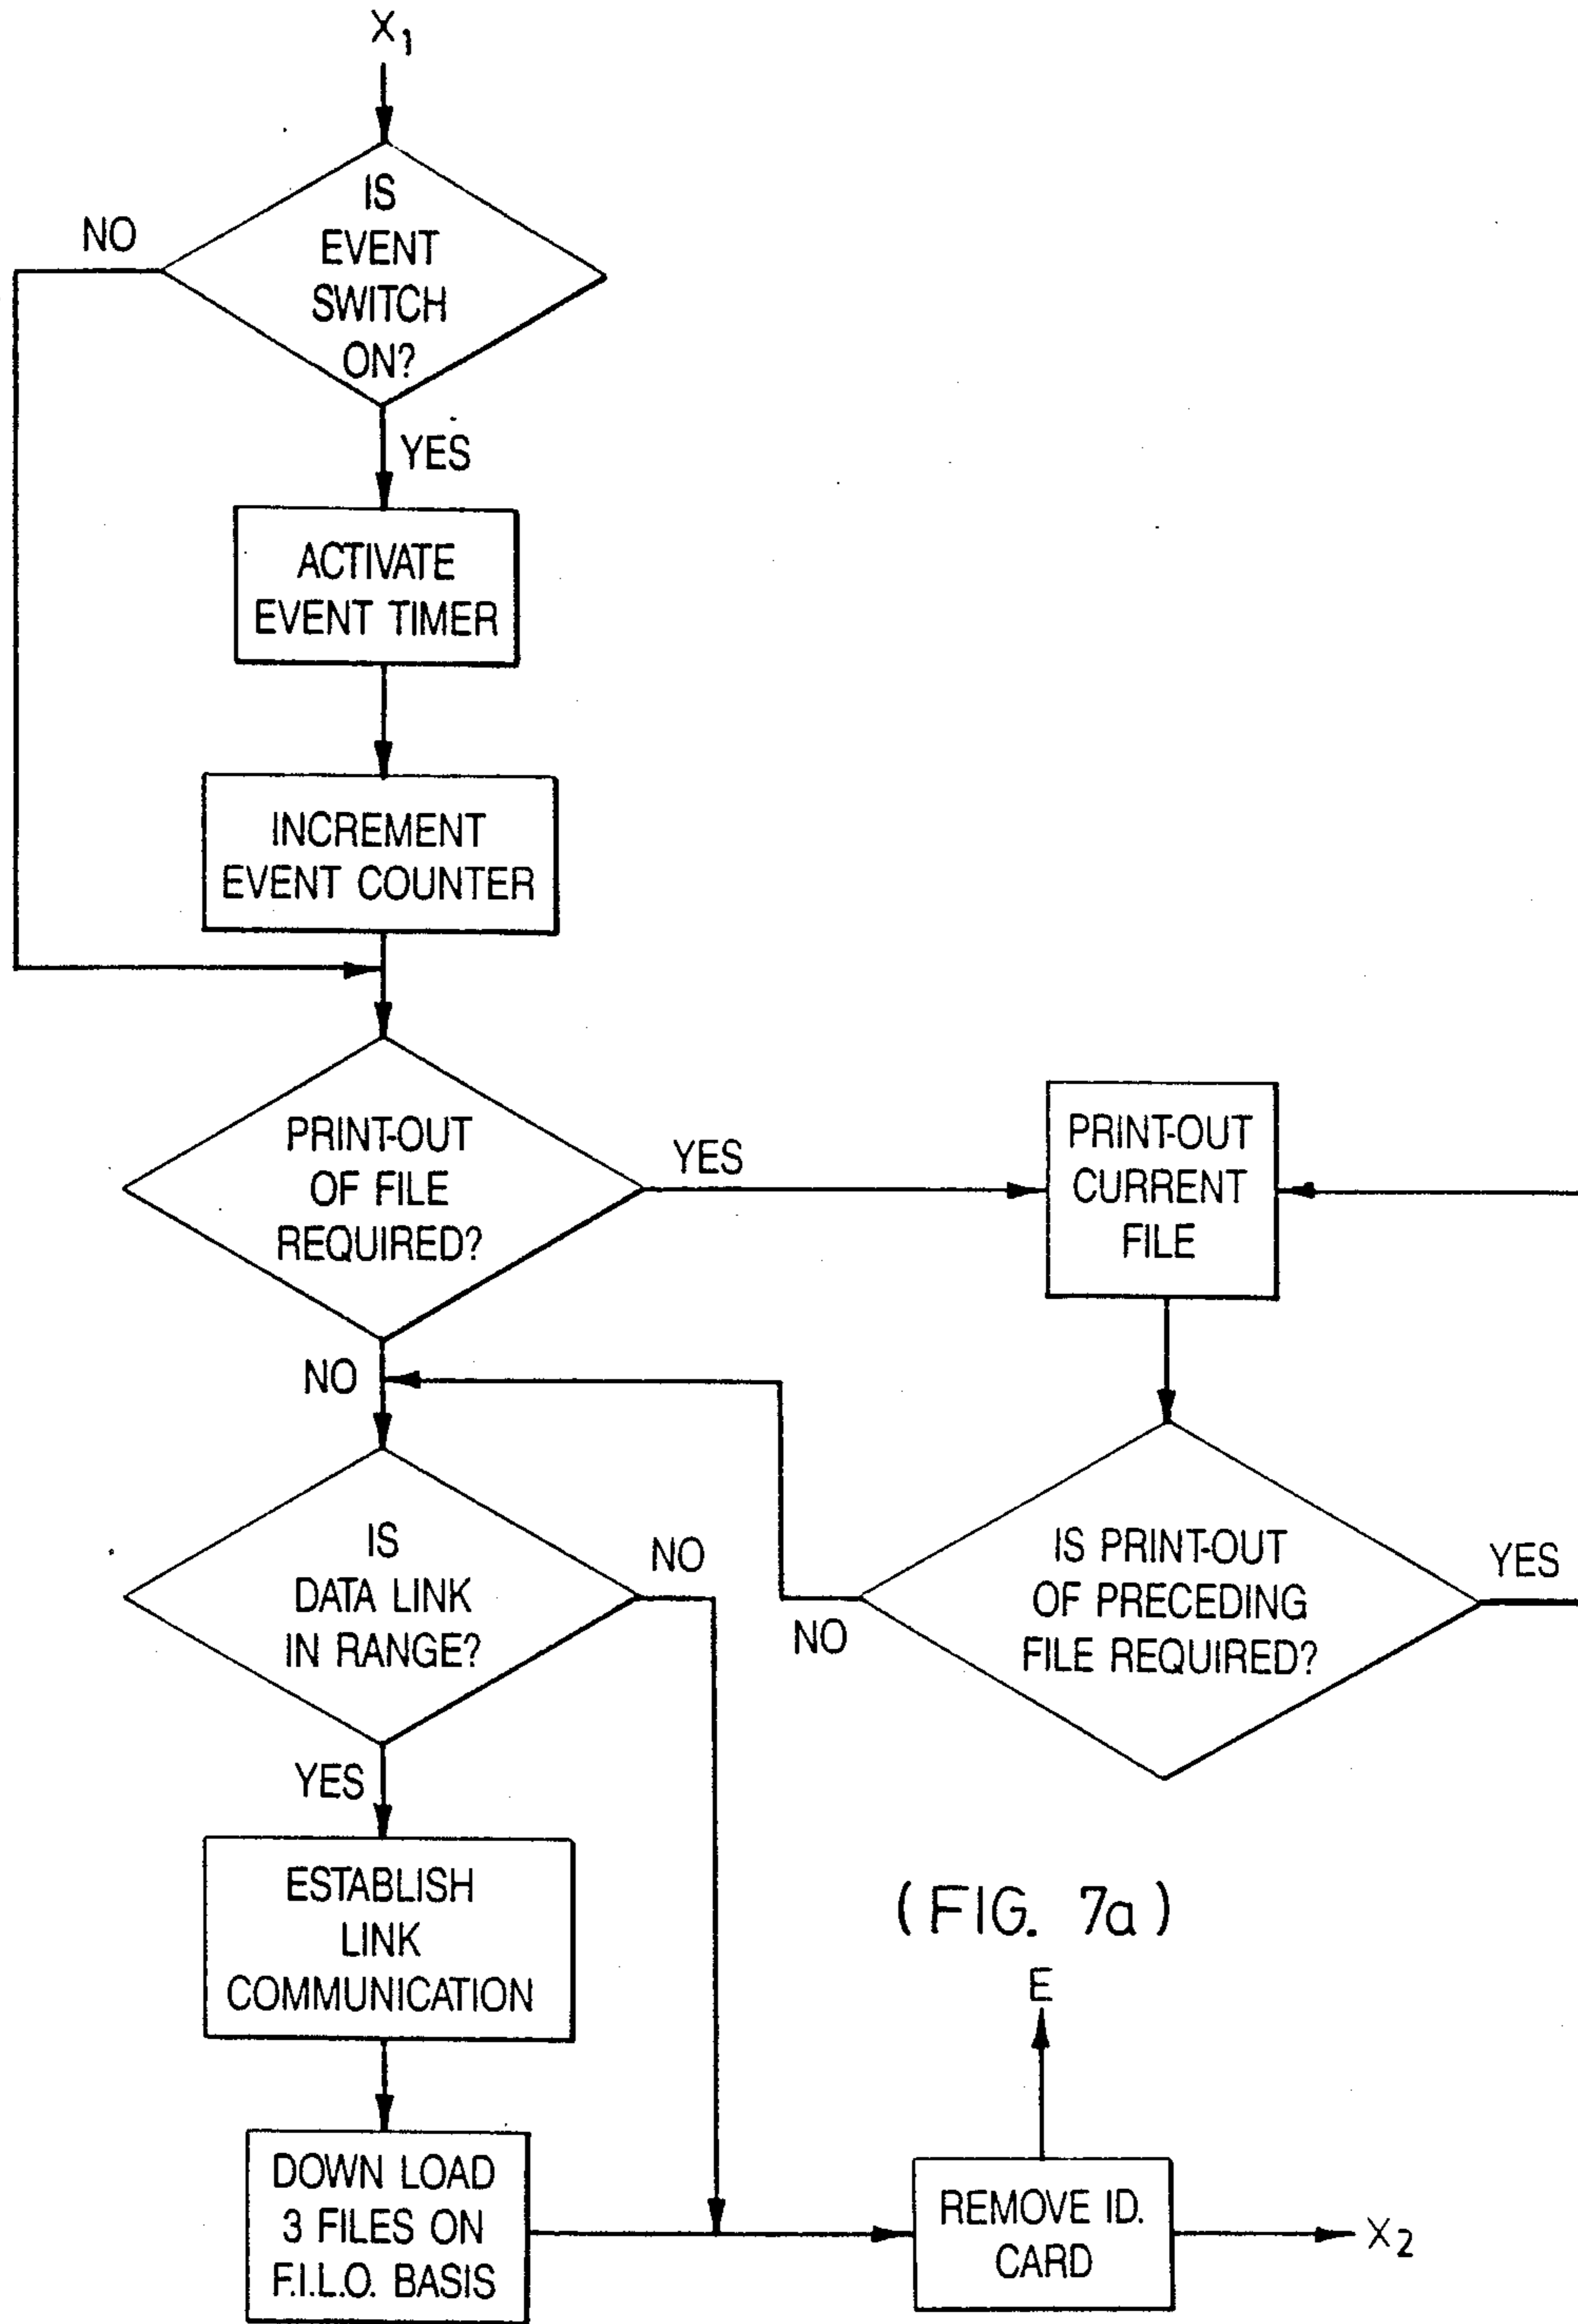 X₁
IS
EVENT
SWITCH
ON?
NO
YES
ACTIVATE
EVENT TIMER
INCREMENT
EVENT COUNTER
PRINT-OUT
OF FILE
REQUIRED?
YES
PRINT-OUT
CURRENT
FILE
NO
IS
DATA LINK
IN RANGE?
NO
IS PRINT-OUT
OF PRECEDING
FILE REQUIRED?
NO
YES
YES
ESTABLISH
LINK
COMMUNICATION
(FIG. 7a)
E
DOWN LOAD
3 FILES ON
F.I.L.O. BASIS
REMOVE ID.
CARD
X₂